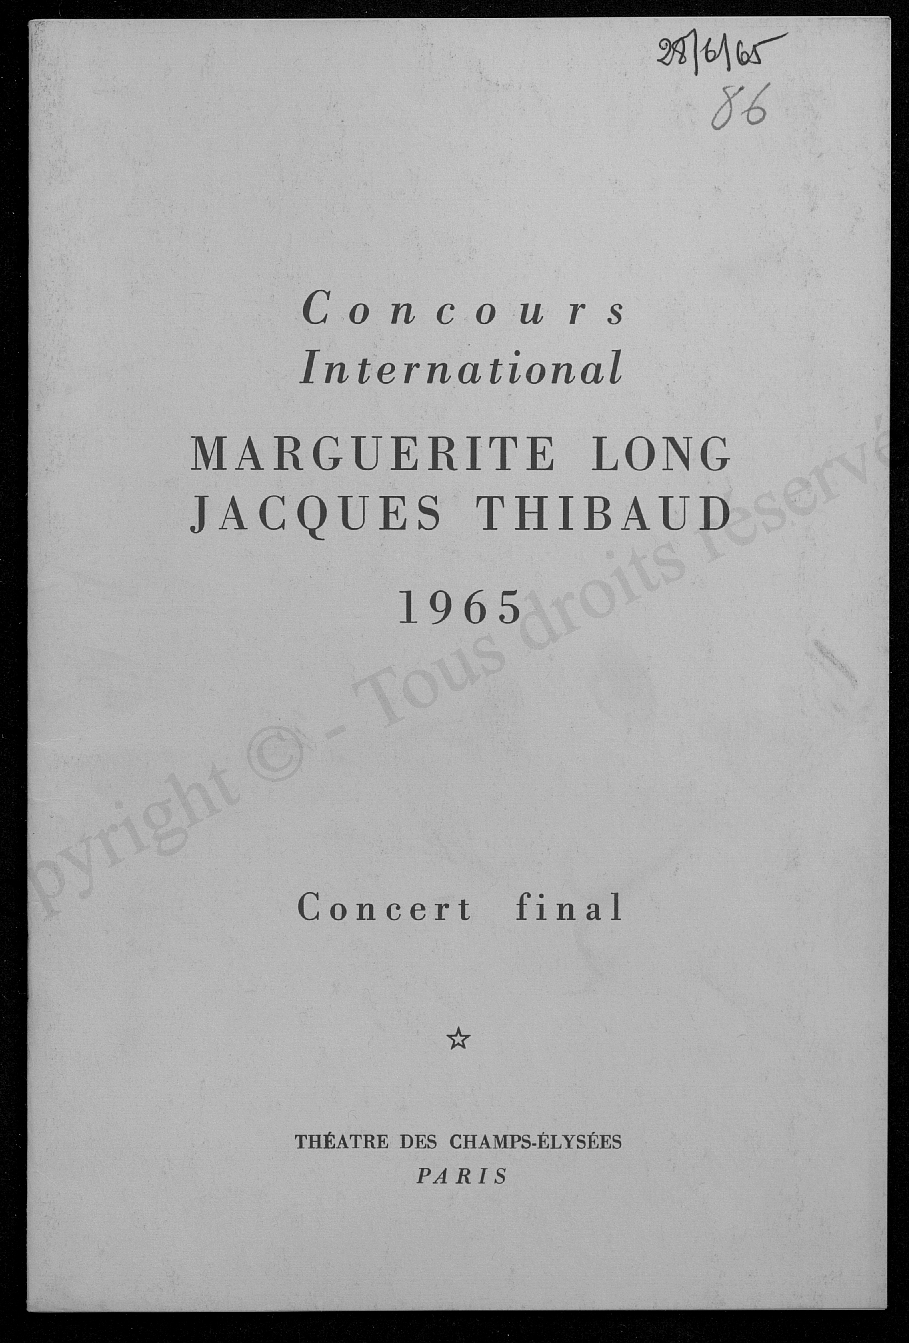 28/6/65
86
Concours
International
MARGUERITE LONG
JACQUES THIBAUD
1965
pyright © - Tous droits réservé
Concert final
THÉATRE DES CHAMPS-ÉLYSÉES
PARIS